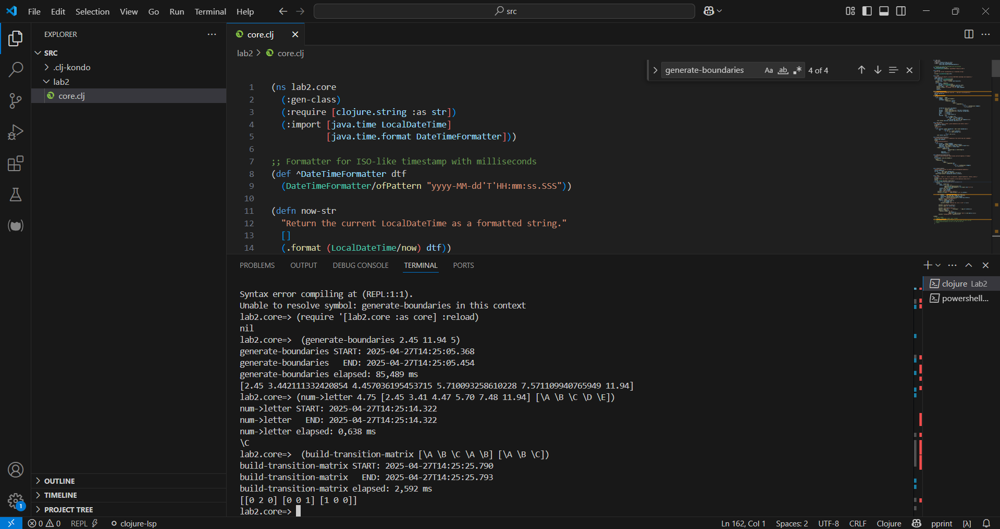 File Edit Selection View Go Run Terminal Help
src
EXPLORER
SRC
.clj-kondo
lab2
core.clj
OUTLINE
TIMELINE
PROJECT TREE
core.clj
lab2 > core.clj
generate-boundaries Aa ab 4 of 4
1 (ns lab2.core
2 (:gen-class)
3 (:require [clojure.string :as str])
4 (:import [java.time LocalDateTime]
5 [java.time.format DateTimeFormatter]))
6
7 ;; Formatter for ISO-like timestamp with milliseconds
8 (def ^DateTimeFormatter dtf
9 (DateTimeFormatter/ofPattern "yyyy-MM-dd'T'HH:mm:ss.SSS"))
10
11 (defn now-str
12 "Return the current LocalDateTime as a formatted string."
13 []
14 (.format (LocalDateTime/now) dtf))
PROBLEMS OUTPUT DEBUG CONSOLE TERMINAL PORTS
Syntax error compiling at (REPL:1:1).
Unable to resolve symbol: generate-boundaries in this context
lab2.core=> (require '[lab2.core :as core] :reload)
nil
lab2.core=>  (generate-boundaries 2.45 11.94 5)
generate-boundaries START: 2025-04-27T14:25:05.368
generate-boundaries   END: 2025-04-27T14:25:05.454
generate-boundaries elapsed: 85,489 ms
[2.45 3.442111332420854 4.457036195453715 5.710093258610228 7.571109940765949 11.94]
lab2.core=> (num->letter 4.75 [2.45 3.41 4.47 5.70 7.48 11.94] [\A \B \C \D \E])
num->letter START: 2025-04-27T14:25:14.322
num->letter   END: 2025-04-27T14:25:14.322
num->letter elapsed: 0,638 ms
\C
lab2.core=>  (build-transition-matrix [\A \B \C \A \B] [\A \B \C])
build-transition-matrix START: 2025-04-27T14:25:25.790
build-transition-matrix   END: 2025-04-27T14:25:25.793
build-transition-matrix elapsed: 2,592 ms
[[0 2 0] [0 0 1] [1 0 0]]
lab2.core=>
clojure Lab2
powershell...
1
0 0 REPL clojure-lsp
Ln 162, Col 1 Spaces: 2 UTF-8 CRLF Clojure pprint [λ]